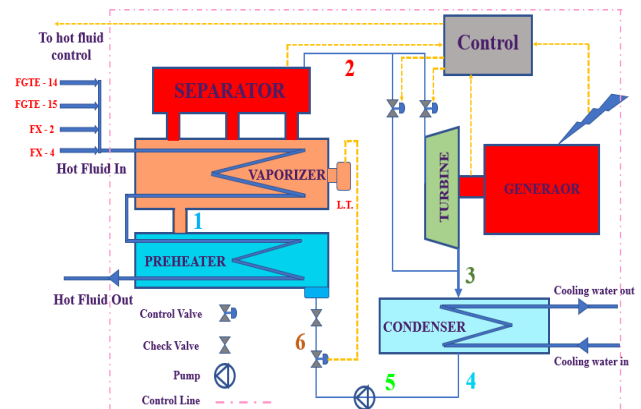 To hot fluid
control
FGTE - 14
FGTE - 15
FX - 2
FX - 4
Hot Fluid In
SEPARATOR
2
Control
VAPORIZER
L.T.
TURBINE
GENERAOR
1
PREHEATER
Hot Fluid Out
3
Cooling water out
CONDENSER
Cooling water in
Control Valve
Check Valve
Pump
Control Line
6
5
4